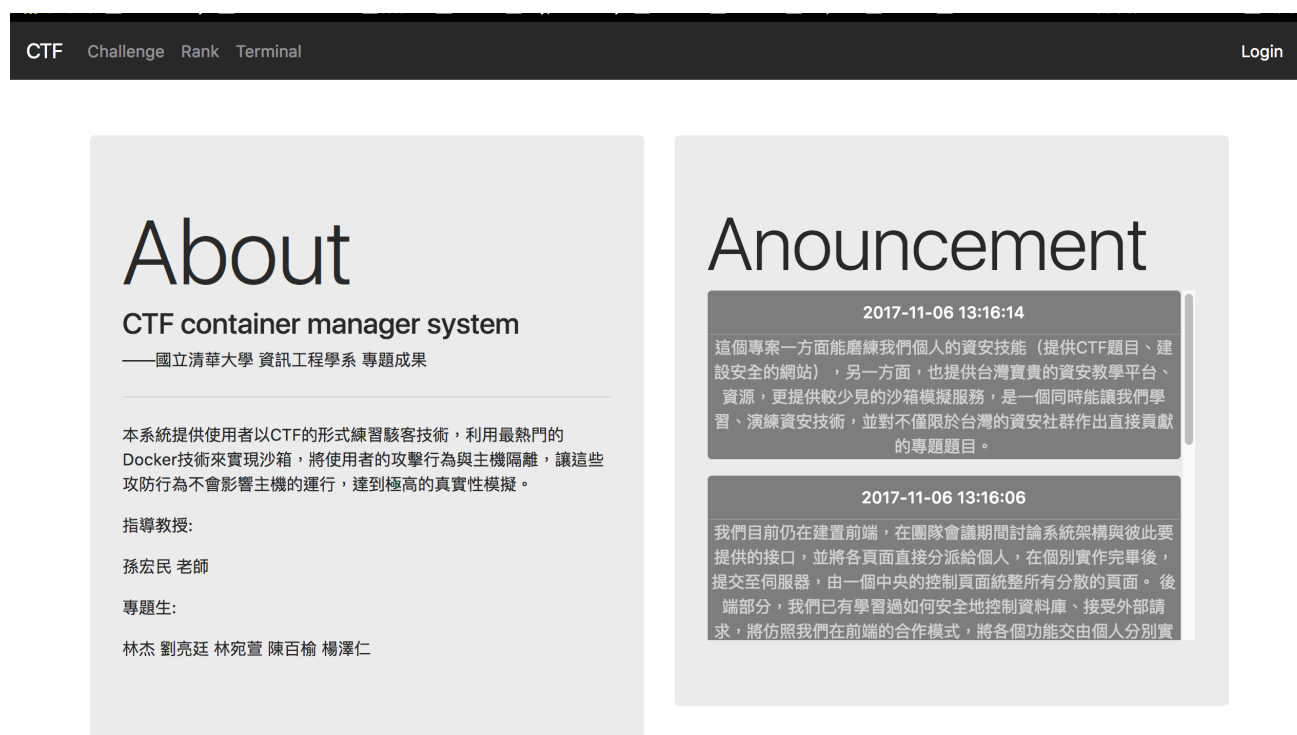 CTF Challenge Rank Terminal Login
About
CTF container manager system
——國立清華大學 資訊工程學系 專題成果
本系統提供使用者以CTF的形式練習駭客技術，利用最熱門的
Docker技術來實現沙箱，將使用者的攻擊行為與主機隔離，讓這些
攻防行為不會影響主機的運行，達到極高的真實性模擬。
指導教授:
孫宏民 老師
專題生:
林杰 劉亮廷 林宛萱 陳百榆 楊澤仁
Anouncement
2017-11-06 13:16:14
這個專案一方面能磨練我們個人的資安技能（提供CTF題目、建
設安全的網站），另一方面，也提供台灣寶貴的資安教學平台、
資源，更提供較少見的沙箱模擬服務，是一個同時能讓我們學
習、演練資安技術，並對不僅限於台灣的資安社群作出直接貢獻
的專題題目。
2017-11-06 13:16:06
我們目前仍在建置前端，在團隊會議期間討論系統架構與彼此要
提供的接口，並將各頁面直接分派給個人，在個別實作完畢後，
提交至伺服器，由一個中央的控制頁面統整所有分散的頁面。 後
端部分，我們已有學習過如何安全地控制資料庫、接受外部請
求，將仿照我們在前端的合作模式，將各個功能交由個人分別實